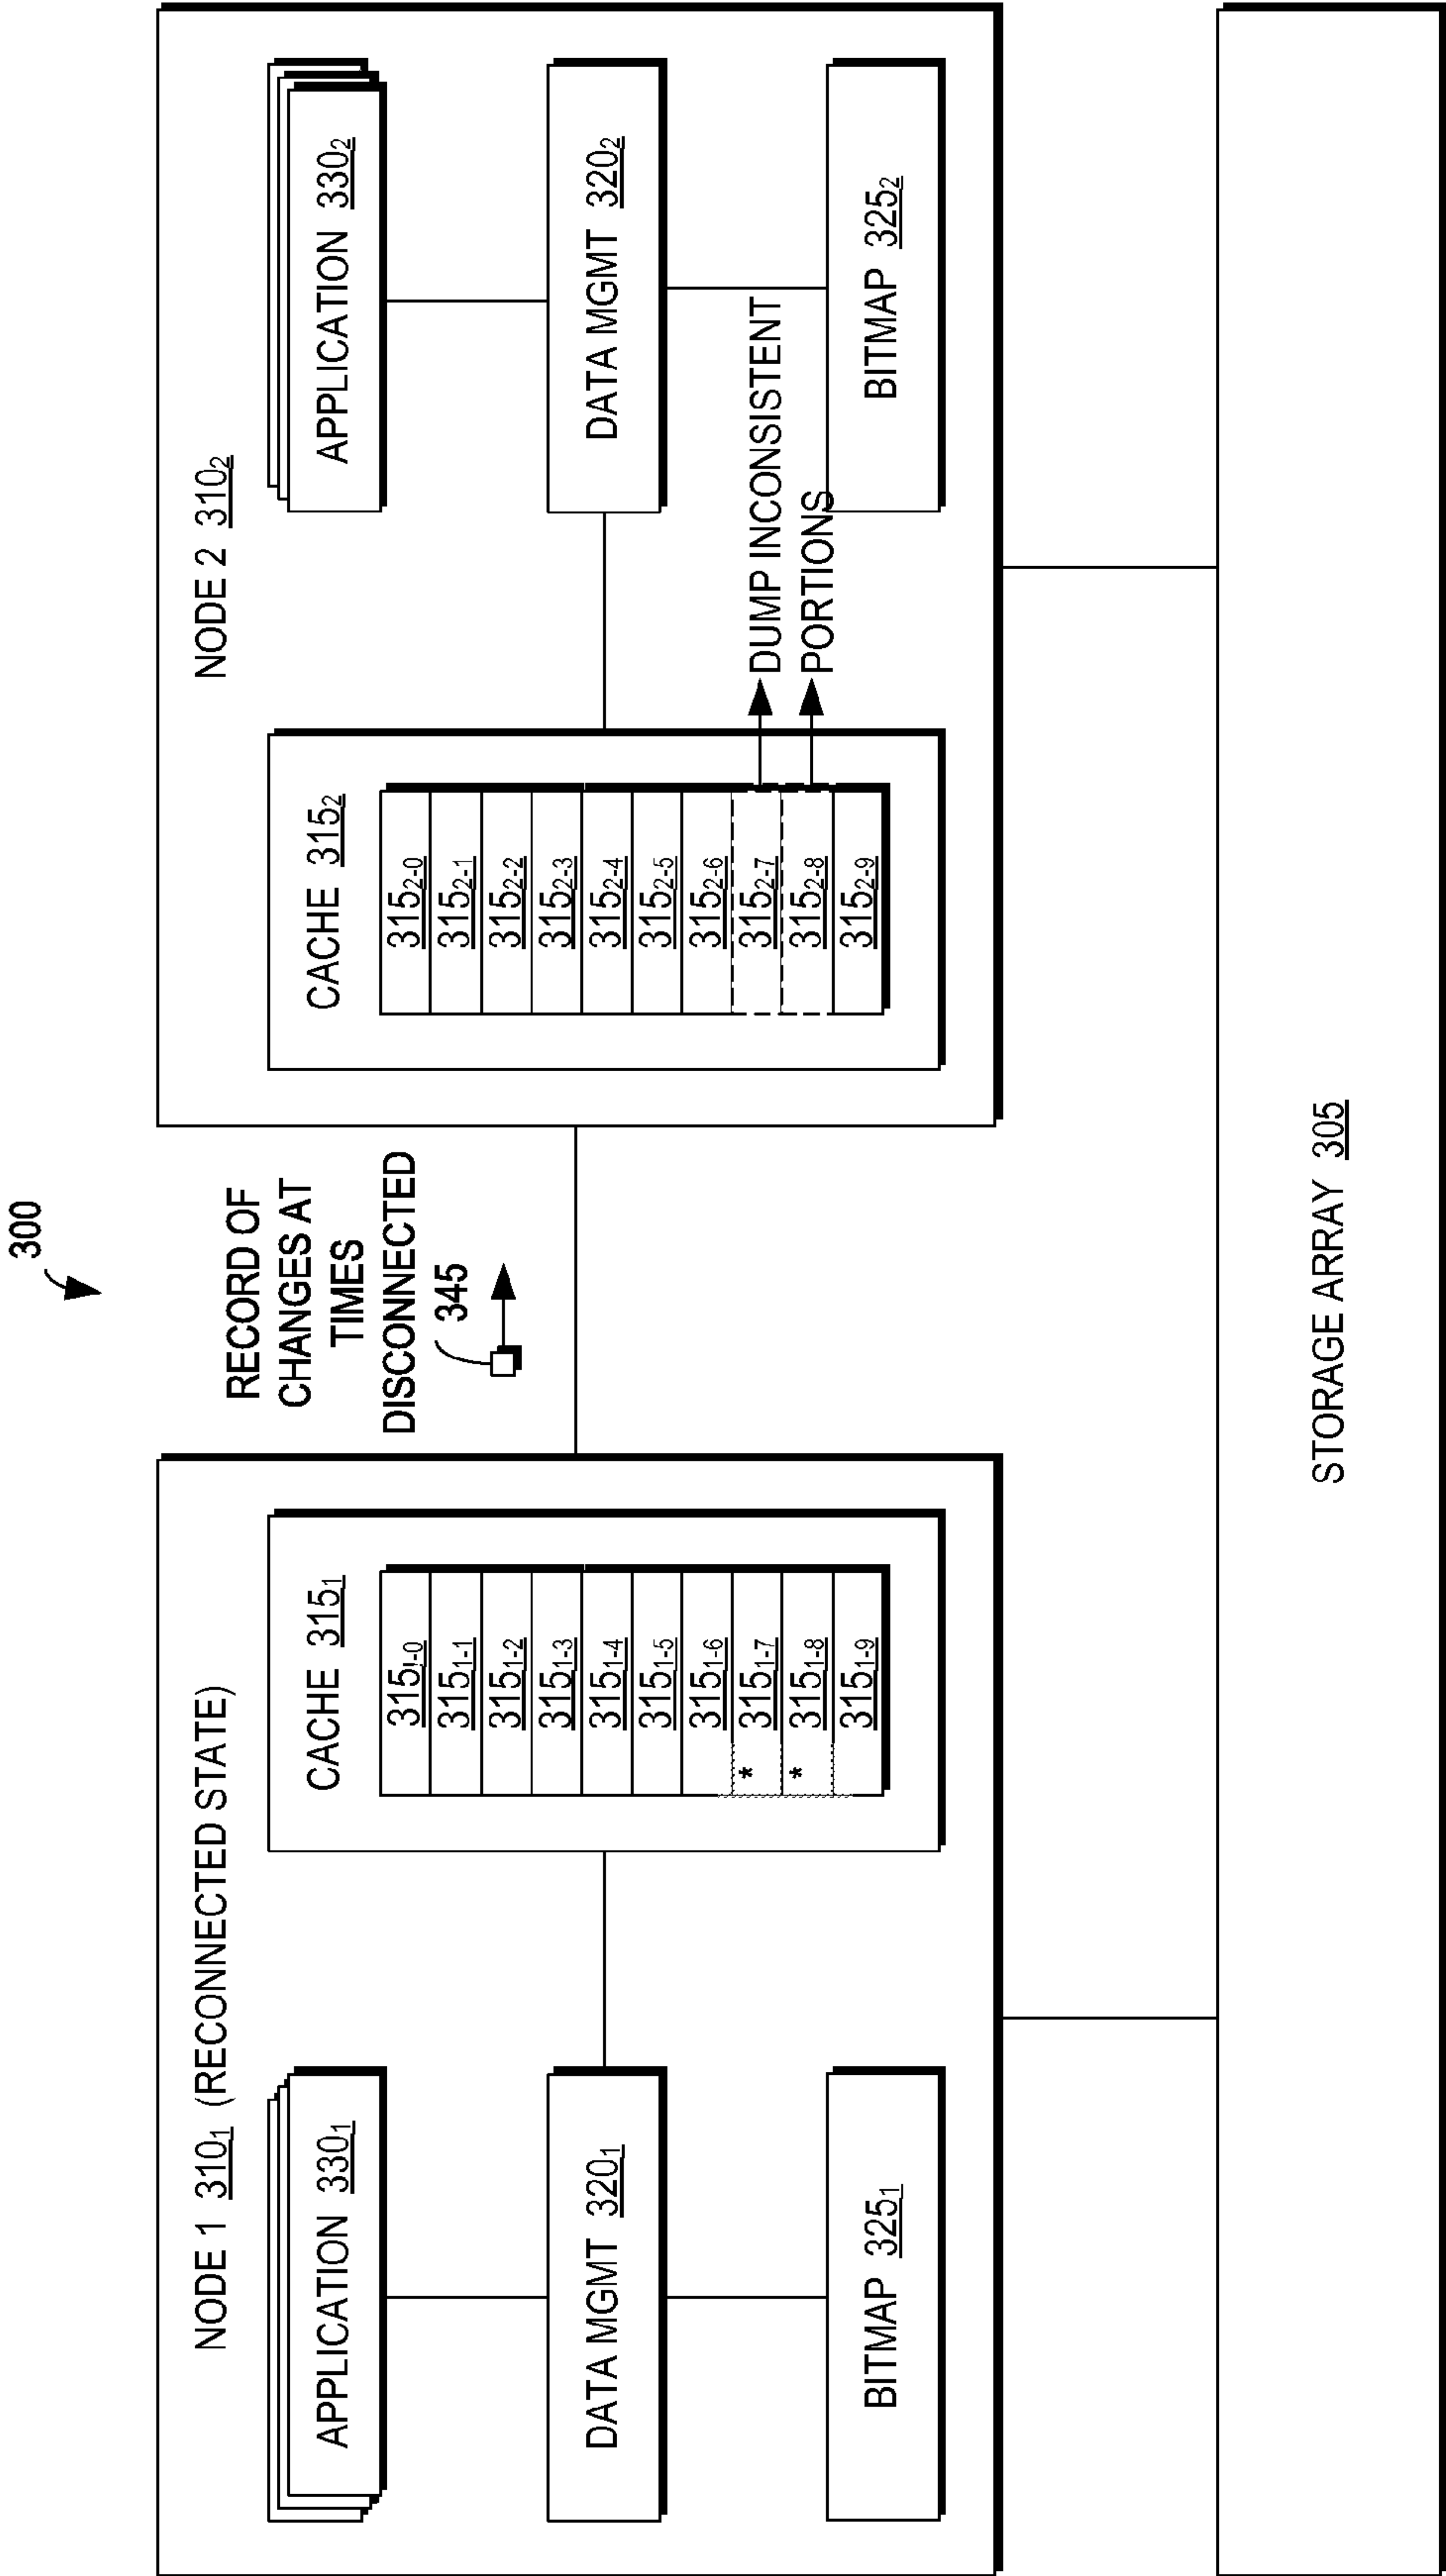 300
NODE 1 310₁ (RECONNECTED STATE)
APPLICATION 330₁
DATA MGMT 320₁
BITMAP 325₁
CACHE 315₁
315₁₋₀
315₁₋₁
315₁₋₂
315₁₋₃
315₁₋₄
315₁₋₅
315₁₋₆
* 315₁₋₇
* 315₁₋₈
315₁₋₉
RECORD OF
CHANGES AT
TIMES
DISCONNECTED
345
NODE 2 310₂
CACHE 315₂
315₂₋₀
315₂₋₁
315₂₋₂
315₂₋₃
315₂₋₄
315₂₋₅
315₂₋₆
315₂₋₇
315₂₋₈
315₂₋₉
DUMP INCONSISTENT
PORTIONS
APPLICATION 330₂
DATA MGMT 320₂
BITMAP 325₂
STORAGE ARRAY 305